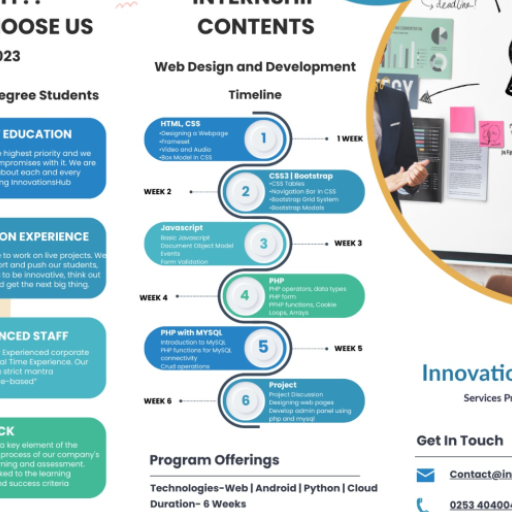 OOSE US
023
egree Students
EDUCATION
highest priority and we
mpromises with it. We are
bout each and every
ng InnovationsHub
ON EXPERIENCE
to work on live projects. We
ort and push our students,
to be innovative, think out
d get the next big thing.
NCED STAFF
Experienced corporate
al Time Experience. Our
strict mantra
e-based"
CK
a key element of the
process of our company's
rning and assessment.
ked to the learning
nd success criteria
INTERNSHIP
CONTENTS
Web Design and Development
Timeline
HTML, CSS
•Designing a Webpage
•Frameset
•Video and Audio
•Box Model in CSS
1
1 WEEK
WEEK 2
2
CSS3 | Bootstrap
•CSS Tables
•Navigation Bar in CSS
•Bootstrap Grid System
•Bootstrap Modals
Javascript
Basic Javascript
Document Object Model
Events
Form Validation
3
WEEK 3
WEEK 4
4
PHP
PHP operators, data types
PHP form
PPHP functions, Cookie
Loops, Arrays
PHP with MYSQL
Introduction to MySQL
PHP functions for MySQL
connectivity
Crud operations
5
WEEK 5
WEEK 6
6
Project
Project Discussion
Designing web pages
Develop admin panel using
php and mysql
Program Offerings
Technologies-Web | Android | Python | Cloud
Duration- 6 Weeks
deadline!
EGY
Innovatio
Services Pr
Get In Touch
Contact@in
0253 40400